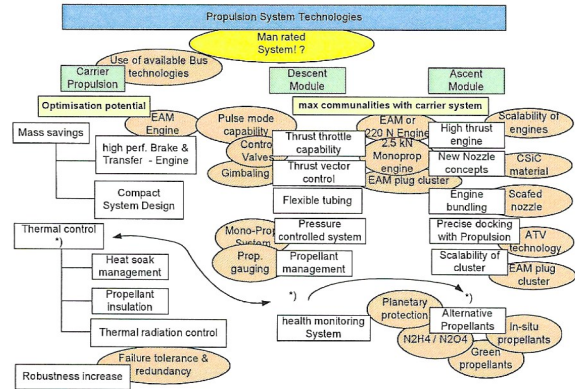 Propulsion System Technologies
Man rated
System! ?
Use of available Bus
technologies
Carrier
Propulsion
Descent
Module
Ascent
Module
Optimisation potential
max communalities with carrier system
EAM
Engine
Pulse mode
capability
EAM or
220 N Engine
Scalability
of engines
Mass savings
high perf. Brake &
Transfer - Engine
Compact
System Design
Thrust throttle
capability
Control
Valves
Gimbaling
Thrust vector
control
Flexible tubing
2.5 kN
Monoprop
engine
EAM plug cluster
High thrust
engine
New Nozzle
concepts
CSiC
material
Engine
bundling
Scafed
nozzle
Thermal control
*)
Mono-Prop
System
Pressure
controlled system
Precise docking
with Propulsion
ATV
technology
Heat soak
management
Prop.
gauging
Propellant
management
Scalability
of cluster
EAM plug
cluster
Propellant
insulation
*)
*)
Thermal radiation control
health monitoring
System
Planetary
protection
Alternative
Propellants
In-situ
propellants
N2H4 / N2O4
Green
propellants
Failure tolerance &
redundancy
Robustness increase